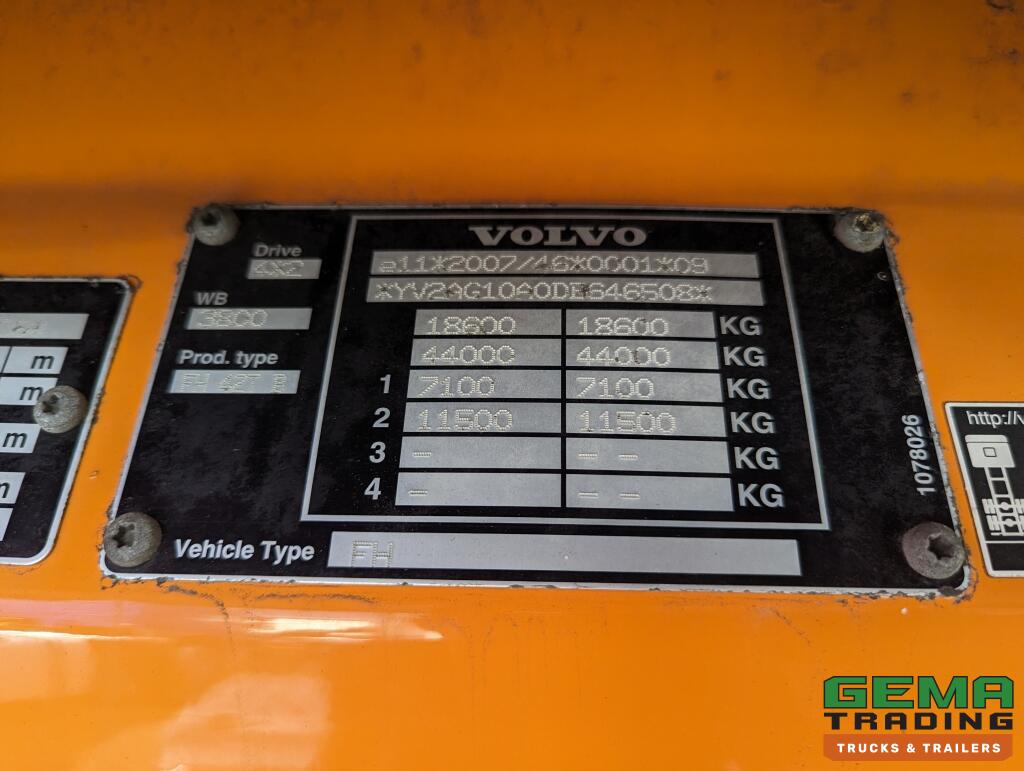 VOLVO
Drive
4X2
e11*2007/46*0001*09
WB
3800
*YV2AG10A0DB646508*
18600 18600 KG
44000 44000 KG
Prod. type
FH 42T B
1 7100 7100 KG
2 11500 11500 KG
3 - - - KG
4 - - - KG
Vehicle Type FH
1078026
m
m
m
m
http://v
GEMA
TRADING
TRUCKS & TRAILERS